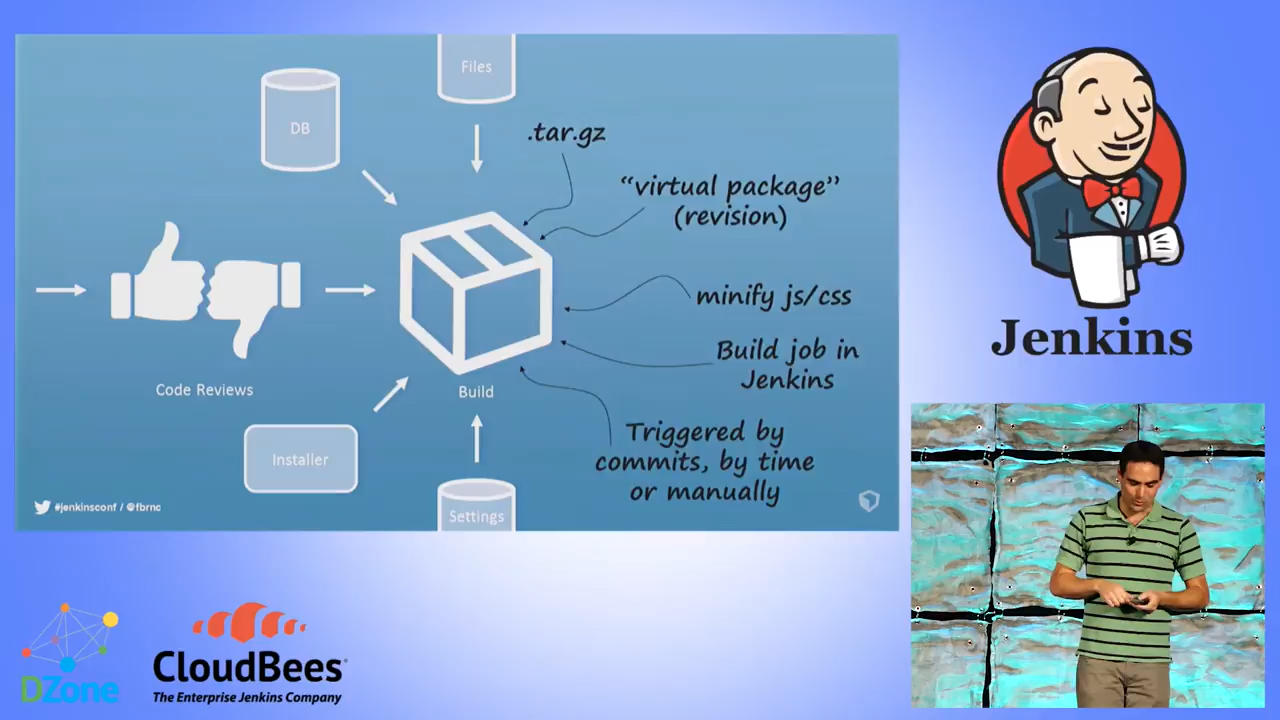 Files
DB
.tar.gz
“virtual package”
(revision)
minify js/css
Build job in
Jenkins
Code Reviews
Build
Triggered by
commits, by time
or manually
Installer
Settings
#jenkinsconf / @fbrnc
Jenkins
DZone
CloudBees
The Enterprise Jenkins Company